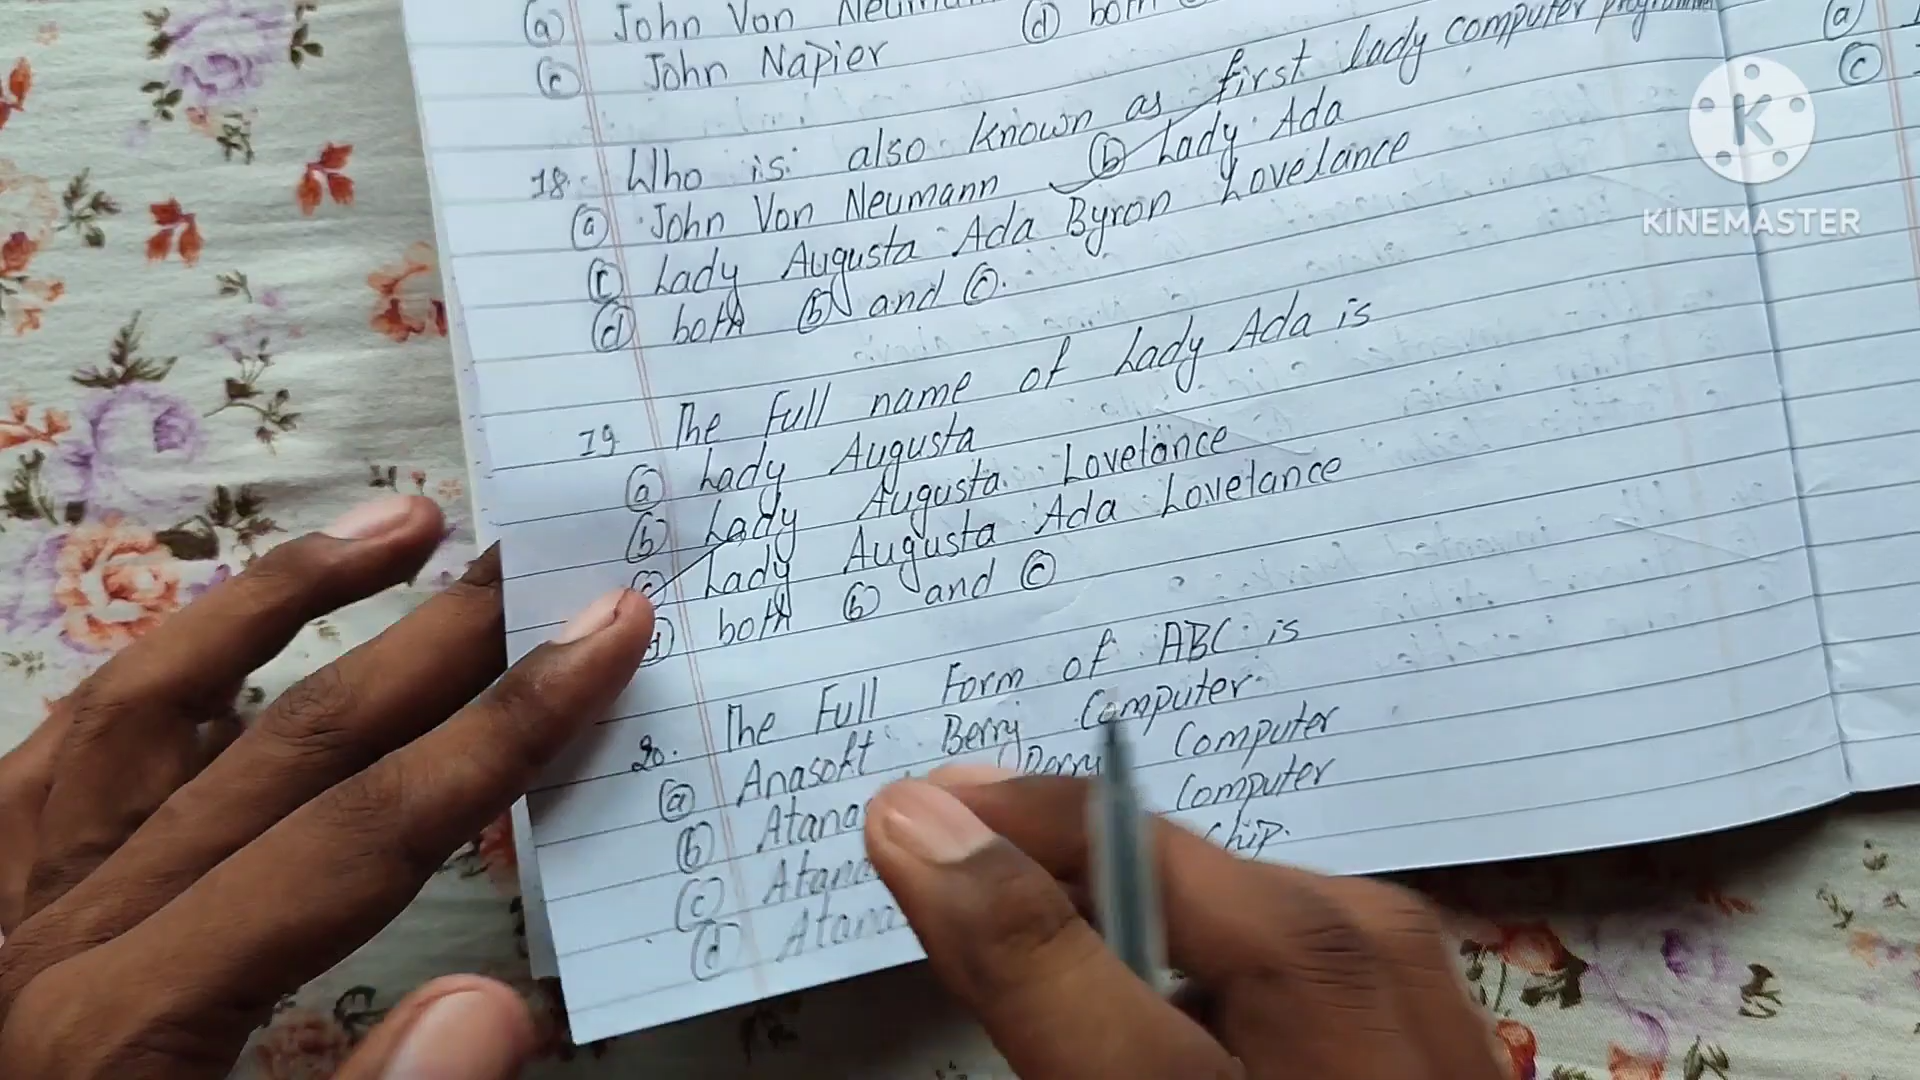 (a) John Von Neumann (d) both
(c) John Napier
18. Who is also known as first lady computer programmer
(a) John Von Neumann (b) Lady Ada
(c) Lady Augusta Ada Byron Lovelance
(d) both (b) and (c).
19 The Full name of Lady Ada is
(a) Lady Augusta
(b) Lady Augusta Lovelance
(c) Lady Augusta Ada Lovelance
(d) both (b) and (c)
20. The Full Form of ABC is
(a) Anasoft Berry Computer
(b) Atana Derry Computer
(c) Atana Computer
(d) Atana Chip.
(a)
(c)
K
KINEMASTER